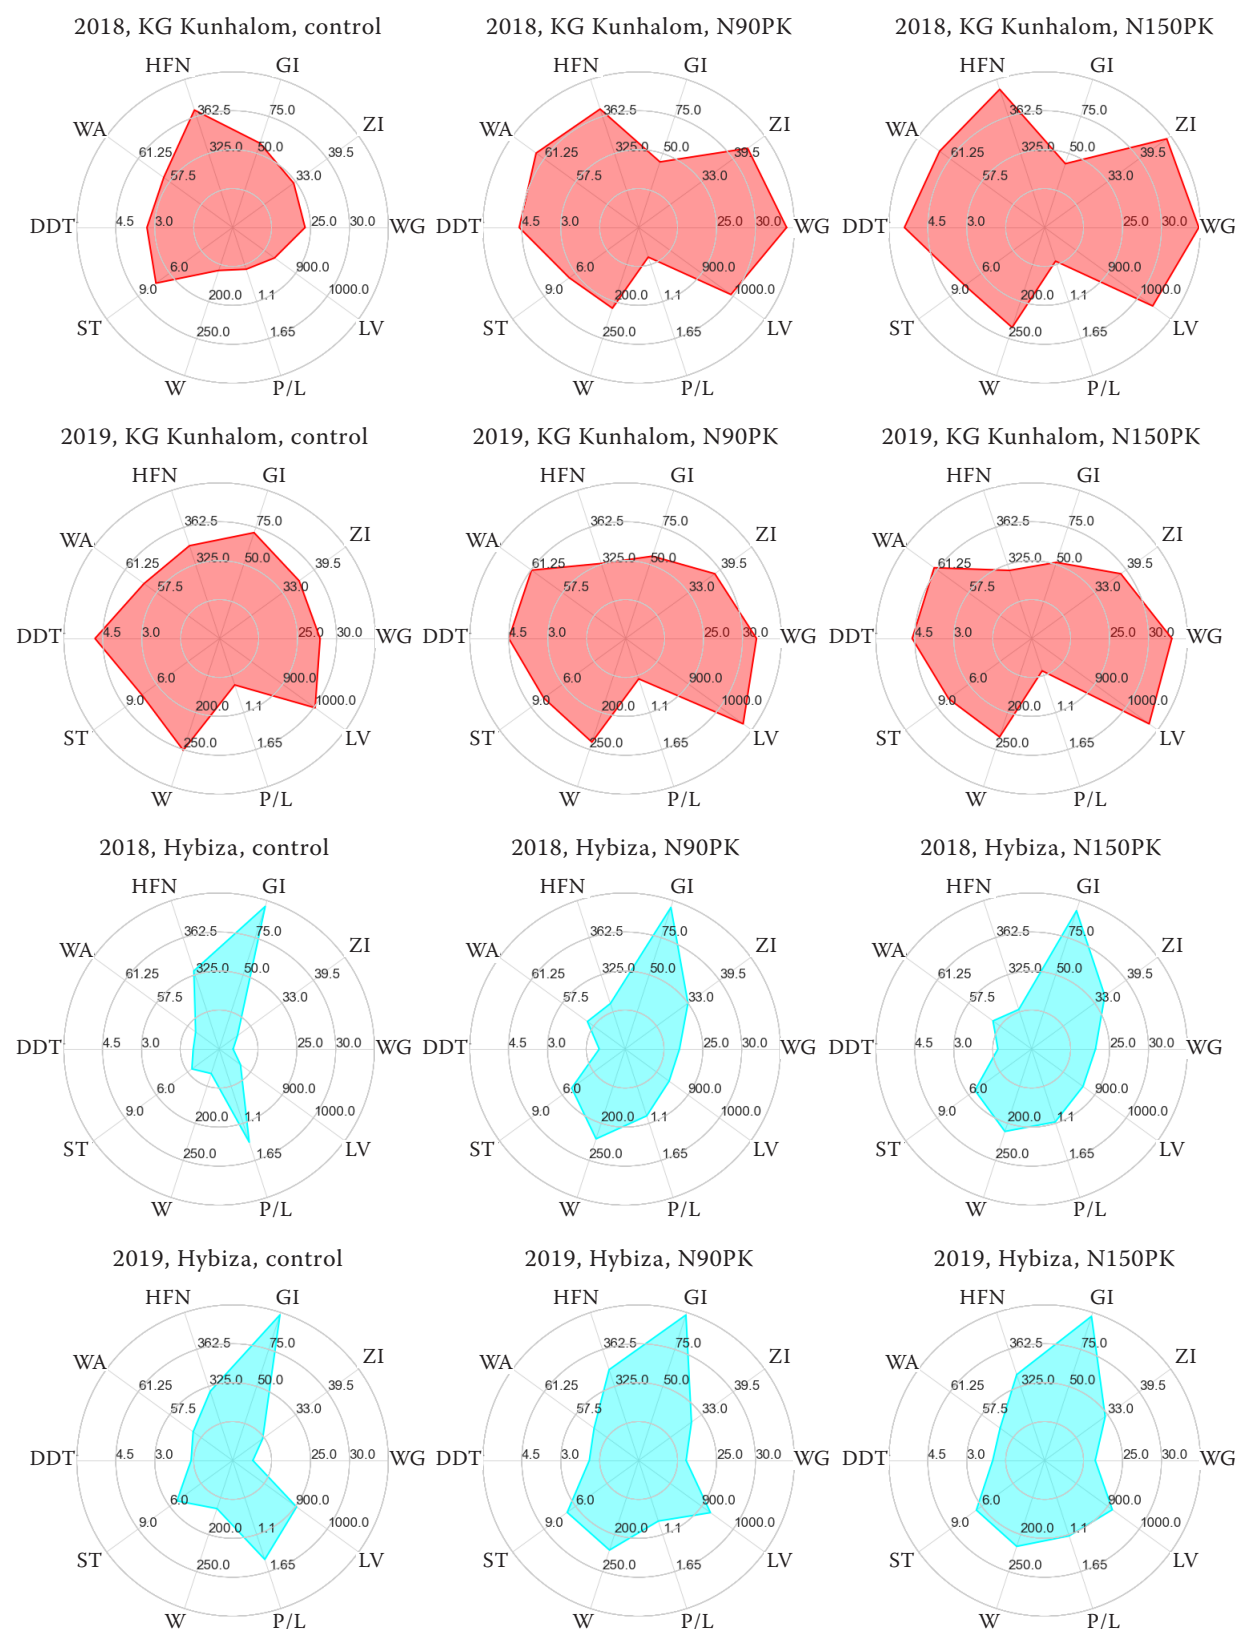 2018, KG Kunhalom, control 2018, KG Kunhalom, N90PK 2018, KG Kunhalom, N150PK
HFN GI HFN GI HFN GI
362.5 75.0 362.5 75.0 362.5 75.0
WA ZI WA ZI WA ZI
61.25 325.0 50.0 39.5 61.25 325.0 50.0 39.5 61.25 325.0 50.0 39.5
57.5 33.0 57.5 33.0 57.5 33.0
DDT 4.5 3.0 25.0 30.0 WG DDT 4.5 3.0 25.0 30.0 WG DDT 4.5 3.0 25.0 30.0 WG
6.0 900.0 6.0 900.0 6.0 900.0
9.0 200.0 1.1 1000.0 9.0 200.0 1.1 1000.0 9.0 200.0 1.1 1000.0
ST LV ST LV ST LV
250.0 1.65 250.0 1.65 250.0 1.65
W P/L W P/L W P/L
2019, KG Kunhalom, control 2019, KG Kunhalom, N90PK 2019, KG Kunhalom, N150PK
HFN GI HFN GI HFN GI
362.5 75.0 362.5 75.0 362.5 75.0
WA ZI WA ZI WA ZI
61.25 325.0 50.0 39.5 61.25 325.0 50.0 39.5 61.25 325.0 50.0 39.5
57.5 33.0 57.5 33.0 57.5 33.0
DDT 4.5 3.0 25.0 30.0 WG DDT 4.5 3.0 25.0 30.0 WG DDT 4.5 3.0 25.0 30.0 WG
6.0 900.0 6.0 900.0 6.0 900.0
9.0 200.0 1.1 1000.0 9.0 200.0 1.1 1000.0 9.0 200.0 1.1 1000.0
ST LV ST LV ST LV
250.0 1.65 250.0 1.65 250.0 1.65
W P/L W P/L W P/L
2018, Hybiza, control 2018, Hybiza, N90PK 2018, Hybiza, N150PK
HFN GI HFN GI HFN GI
362.5 75.0 362.5 75.0 362.5 75.0
WA ZI WA ZI WA ZI
61.25 325.0 50.0 39.5 61.25 325.0 50.0 39.5 61.25 325.0 50.0 39.5
57.5 33.0 57.5 33.0 57.5 33.0
DDT 4.5 3.0 25.0 30.0 WG DDT 4.5 3.0 25.0 30.0 WG DDT 4.5 3.0 25.0 30.0 WG
6.0 900.0 6.0 900.0 6.0 900.0
9.0 200.0 1.1 1000.0 9.0 200.0 1.1 1000.0 9.0 200.0 1.1 1000.0
ST LV ST LV ST LV
250.0 1.65 250.0 1.65 250.0 1.65
W P/L W P/L W P/L
2019, Hybiza, control 2019, Hybiza, N90PK 2019, Hybiza, N150PK
HFN GI HFN GI HFN GI
362.5 75.0 362.5 75.0 362.5 75.0
WA ZI WA ZI WA ZI
61.25 325.0 50.0 39.5 61.25 325.0 50.0 39.5 61.25 325.0 50.0 39.5
57.5 33.0 57.5 33.0 57.5 33.0
DDT 4.5 3.0 25.0 30.0 WG DDT 4.5 3.0 25.0 30.0 WG DDT 4.5 3.0 25.0 30.0 WG
6.0 900.0 6.0 900.0 6.0 900.0
9.0 200.0 1.1 1000.0 9.0 200.0 1.1 1000.0 9.0 200.0 1.1 1000.0
ST LV ST LV ST LV
250.0 1.65 250.0 1.65 250.0 1.65
W P/L W P/L W P/L